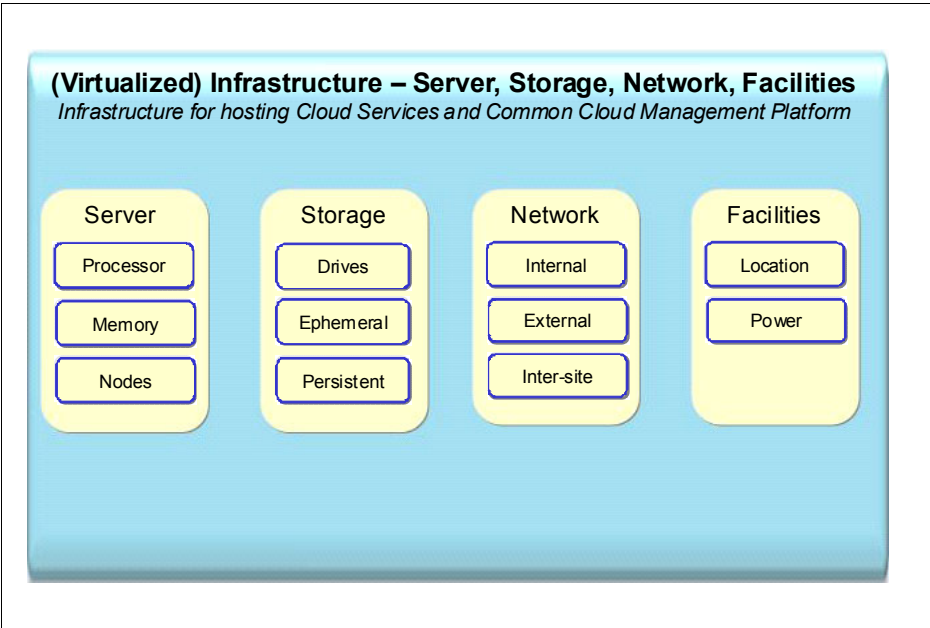 (Virtualized) Infrastructure – Server, Storage, Network, Facilities
Infrastructure for hosting Cloud Services and Common Cloud Management Platform
Server
Processor
Memory
Nodes
Storage
Drives
Ephemeral
Persistent
Network
Internal
External
Inter-site
Facilities
Location
Power